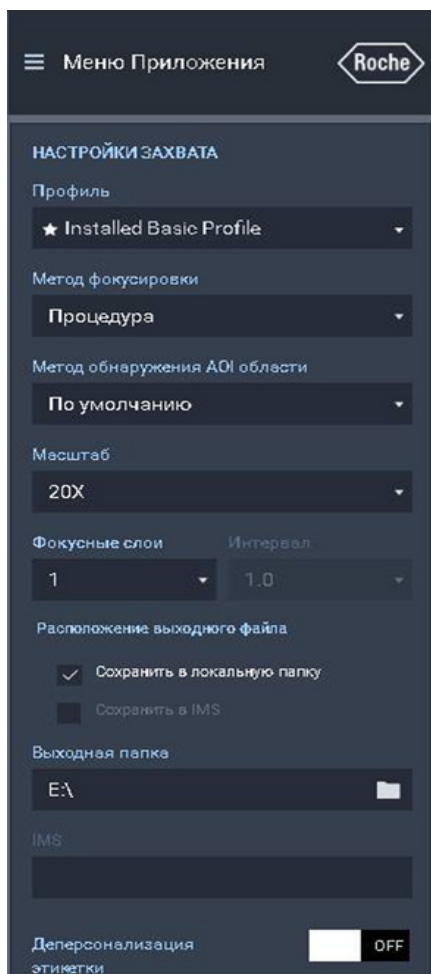 Меню Приложения
Roche
НАСТРОЙКИ ЗАХВАТА
Профиль
★ Installed Basic Profile
Метод фокусировки
Процедура
Метод обнаружения AOI области
По умолчанию
Масштаб
20X
Фокусные слои Интервал
1 1.0
Расположение выходного файла
Сохранить в локальную папку
Сохранить в IMS
Выходная папка
E:\
IMS
Деперсонализация OFF
этикетки